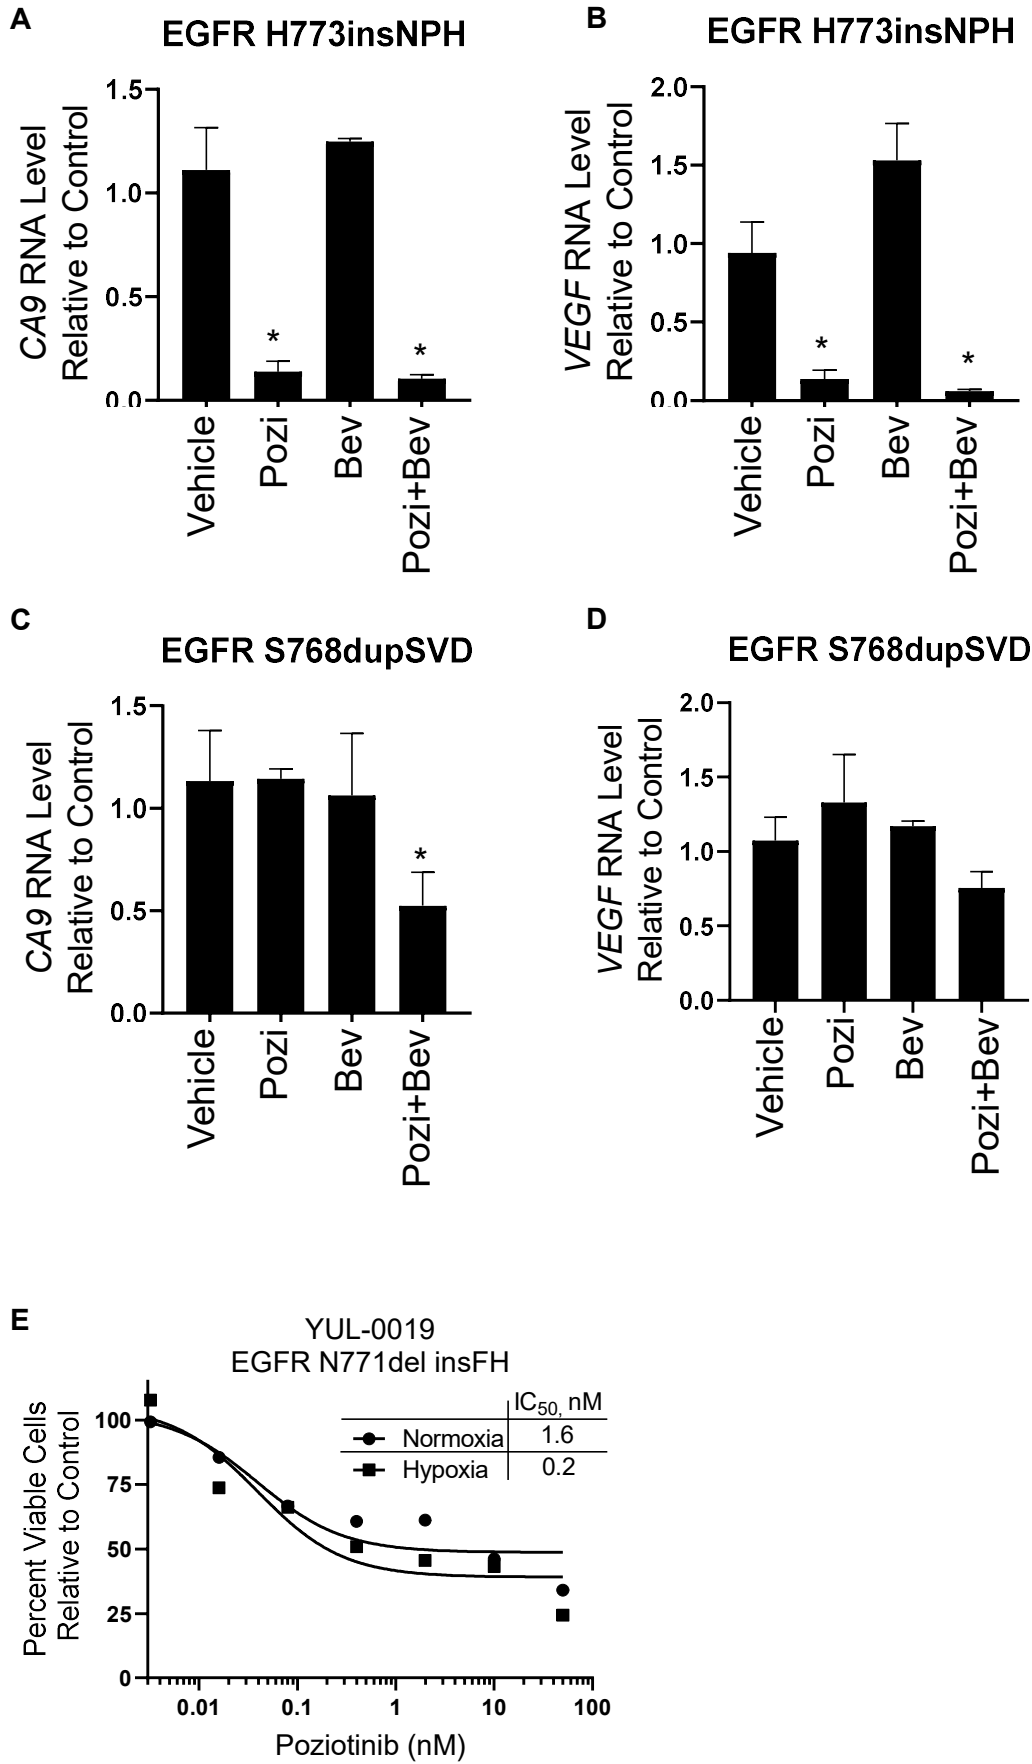 A
EGFR H773insNPH
CA9 RNA Level
Relative to Control
1.5
1.0
0.5
0.0
*
*
Vehicle
Pozi
Bev
Pozi+Bev
B
EGFR H773insNPH
VEGF RNA Level
Relative to Control
2.0
1.5
1.0
0.5
0.0
*
*
Vehicle
Pozi
Bev
Pozi+Bev
C
EGFR S768dupSVD
CA9 RNA Level
Relative to Control
1.5
1.0
0.5
0.0
*
Vehicle
Pozi
Bev
Pozi+Bev
D
EGFR S768dupSVD
VEGF RNA Level
Relative to Control
2.0
1.5
1.0
0.5
0.0
Vehicle
Pozi
Bev
Pozi+Bev
E
YUL-0019
EGFR N771del insFH
IC50, nM
Normoxia 1.6
Hypoxia 0.2
Percent Viable Cells
Relative to Control
100
75
50
25
0
0.01 0.1 1 10 100
Poziotinib (nM)